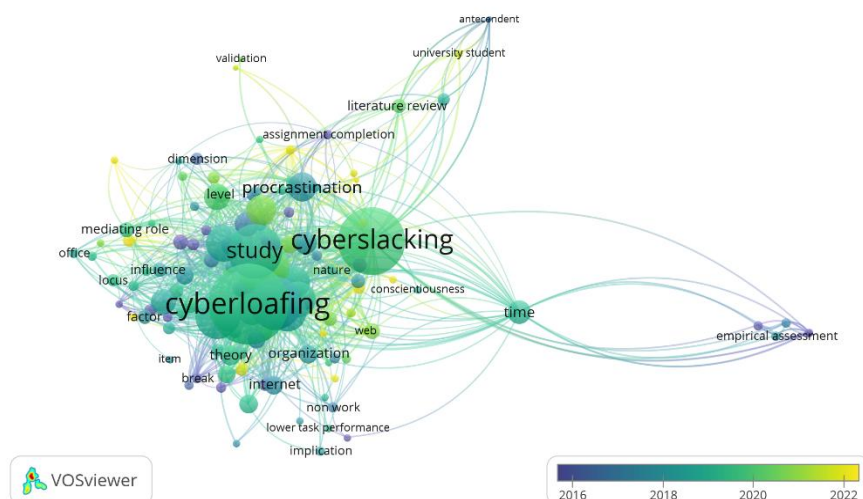 antecendent
university student
validation
literature review
assignment completion
dimension
procrastination
level
mediating role
cyberslacking
study
office
influence
nature
locus
conscientiousness
cyberloafing
time
factor
web
empirical assessment
theory
organization
item
break
internet
non work
lower task performance
implication
VOSviewer
2016 2018 2020 2022